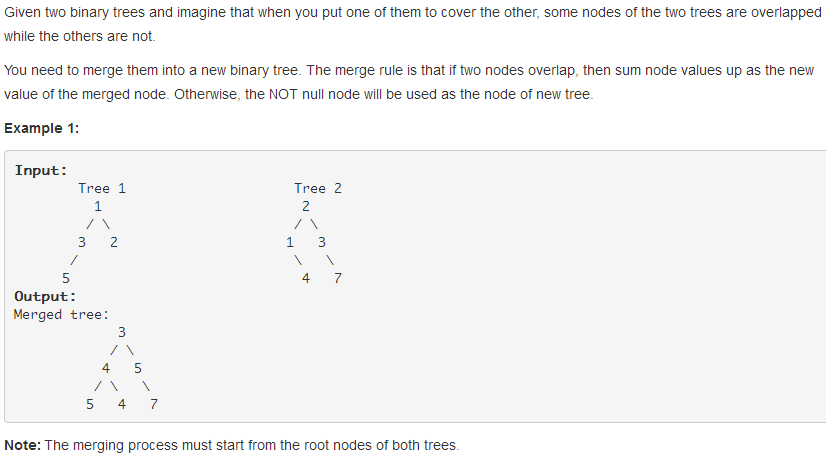 Given two binary trees and imagine that when you put one of them to cover the other, some nodes of the two trees are overlapped
while the others are not.
You need to merge them into a new binary tree. The merge rule is that if two nodes overlap, then sum node values up as the new
value of the merged node. Otherwise, the NOT null node will be used as the node of new tree.
Example 1:
Input:
        Tree 1                     Tree 2
          1                         2
         / \                       / \
        3   2                     1   3
       /                           \   \
      5                             4   7
Output:
Merged tree:
             3
            / \
           4   5
          / \   \
         5   4   7
Note: The merging process must start from the root nodes of both trees.